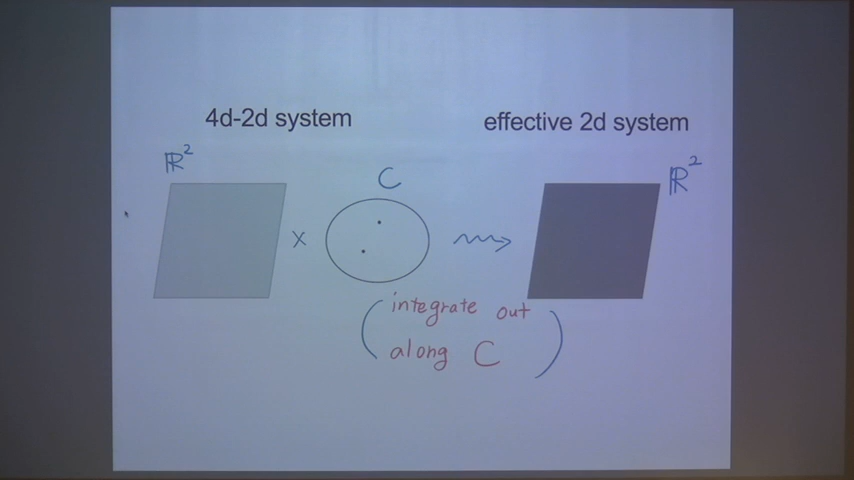 4d-2d system
effective 2d system
ℝ²
C
ℝ²
×
(integrate out
along C)